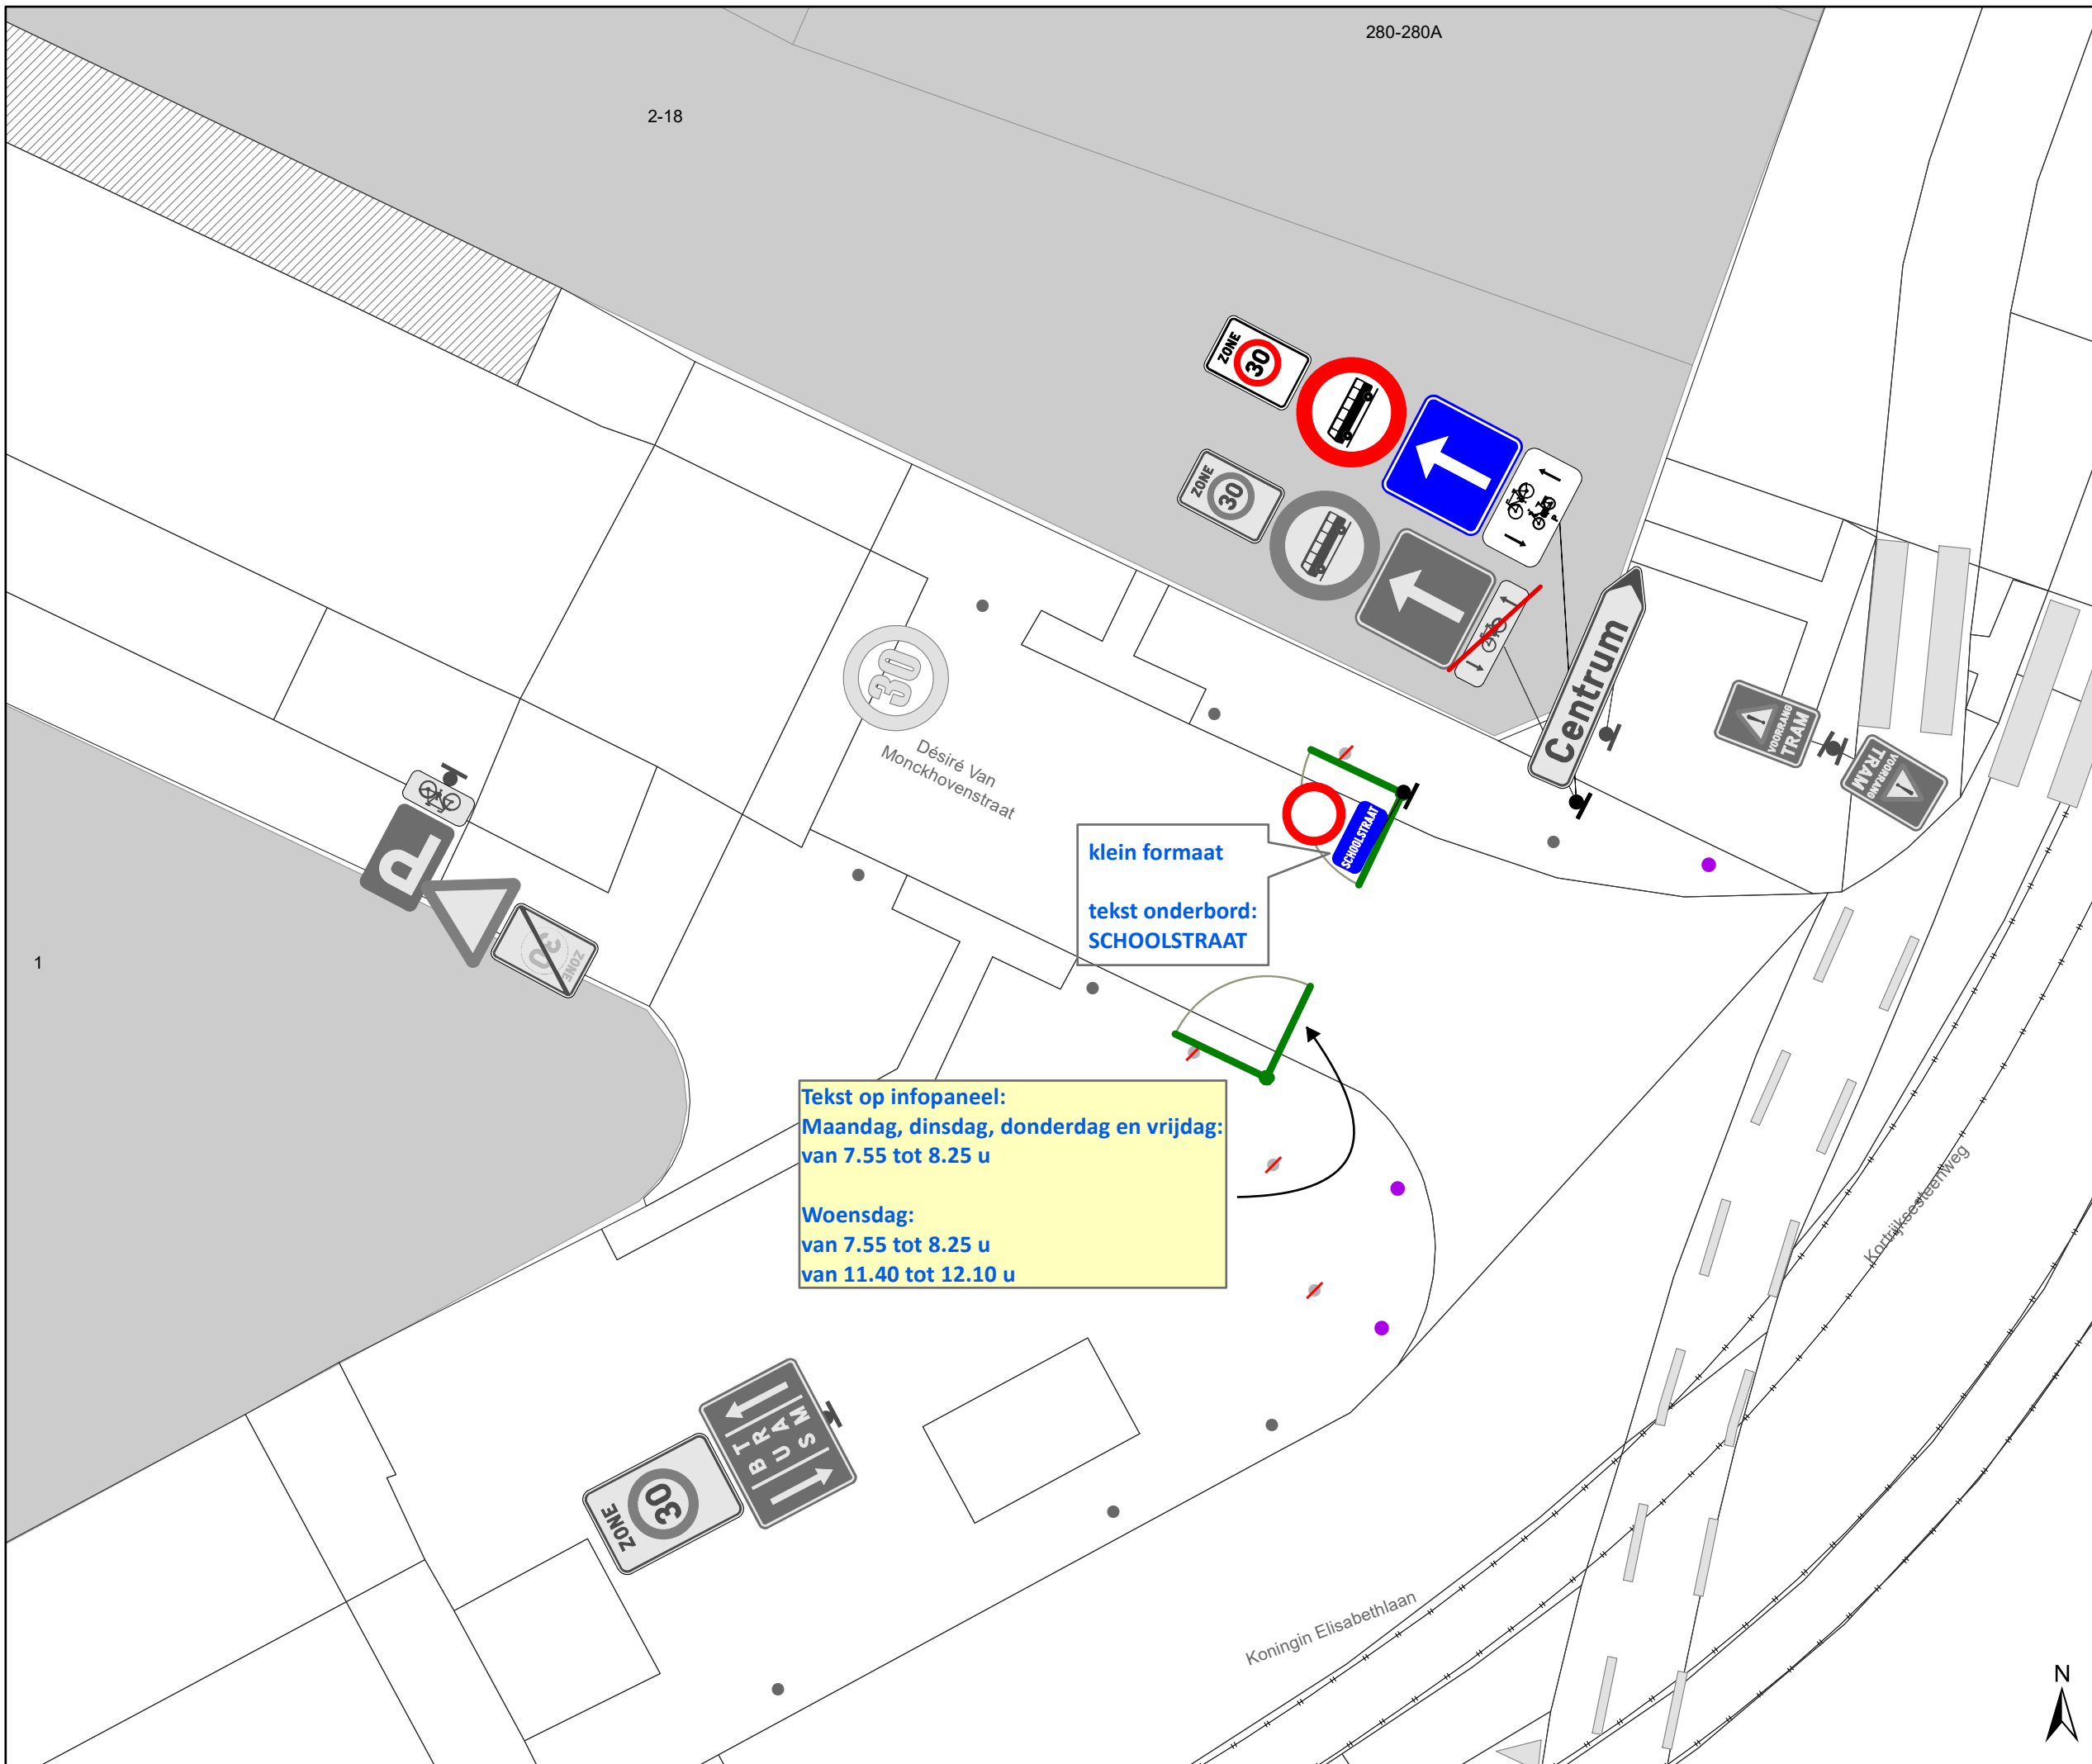 280-280A
2-18
ZONE
30
ZONE
30
P
Centrum
VOORRANG
TRAM
VOORRANG
TRAM
30
Désiré Van
Monckhovenstraat
SCHOOLSTRAAT
klein formaat
tekst onderbord:
SCHOOLSTRAAT
P
30
ZONE
1
Tekst op infopaneel:
Maandag, dinsdag, donderdag en vrijdag:
van 7.55 tot 8.25 u
Woensdag:
van 7.55 tot 8.25 u
van 11.40 tot 12.10 u
Kortrijksesteenweg
BUS
TRAM
ZONE
30
Koningin Elisabethlaan
N